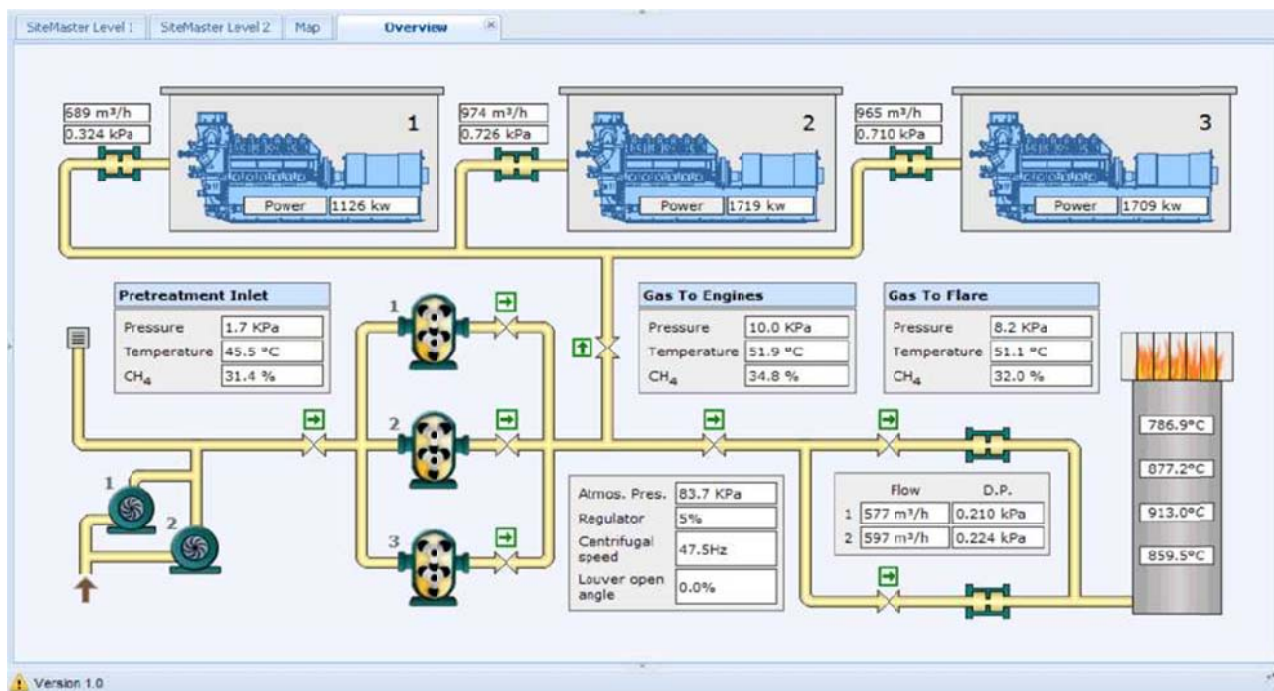 SiteMaster Level 1 SiteMaster Level 2 Map Overview
689 m³/h
0.324 kPa
1
Power 1126 kw
974 m³/h
0.726 kPa
2
Power 1719 kw
965 m³/h
0.710 kPa
3
Power 1709 kw
Pretreatment Inlet
Pressure 1.7 KPa
Temperature 45.5 °C
CH₄ 31.4 %
1
2
3
Gas To Engines
Pressure 10.0 KPa
Temperature 51.9 °C
CH₄ 34.8 %
Gas To Flare
Pressure 8.2 KPa
Temperature 51.1 °C
CH₄ 32.0 %
1
2
Atmos. Pres. 83.7 KPa
Regulator 5%
Centrifugal
speed 47.5Hz
Louver open
angle 0.0%
Flow D.P.
1 577 m³/h 0.210 kPa
2 597 m³/h 0.224 kPa
786.9°C
877.2°C
913.0°C
859.5°C
Version 1.0